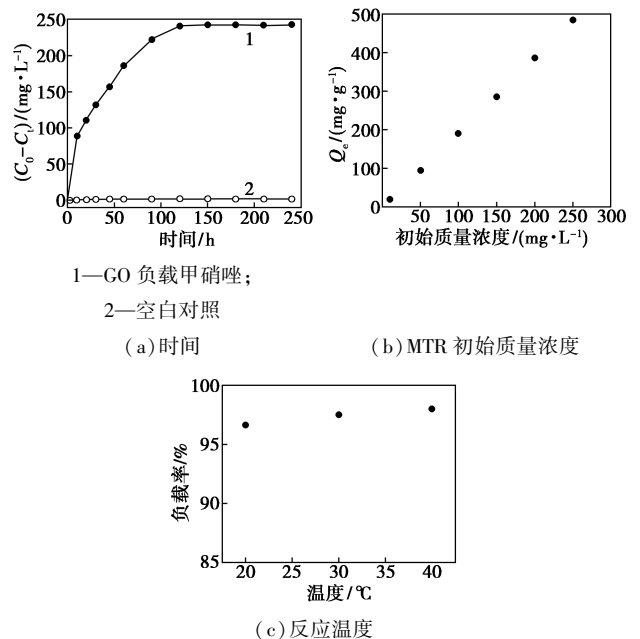 250
200
150
100
50
0
(C₀−Cₜ)/(mg·L⁻¹)
1
2
0 50 100 150 200 250
时间/h
1—GO 负载甲硝唑；
2—空白对照
(a)时间
500
400
300
200
100
0
Qₑ/(mg·g⁻¹)
50 100 150 200 250 300
初始质量浓度/(mg·L⁻¹)
(b)MTR 初始质量浓度
100
95
90
85
负载率/%
20 25 30 35 40
温度/℃
(c)反应温度